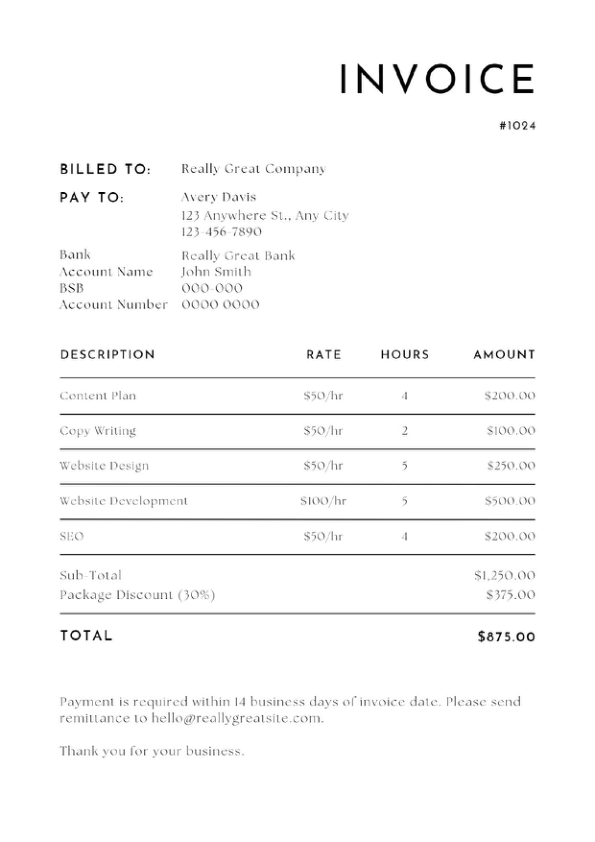 INVOICE
#1024
BILLED TO: Really Great Company
PAY TO: Avery Davis
123 Anywhere St., Any City
123-456-7890
Bank Really Great Bank
Account Name John Smith
BSB 000-000
Account Number 0000 0000
DESCRIPTION RATE HOURS AMOUNT
Content Plan $50/hr 4 $200.00
Copy Writing $50/hr 2 $100.00
Website Design $50/hr 5 $250.00
Website Development $100/hr 5 $500.00
SEO $50/hr 4 $200.00
Sub-Total $1,250.00
Package Discount (30%) $375.00
TOTAL $875.00
Payment is required within 14 business days of invoice date. Please send
remittance to hello@reallygreatsite.com.
Thank you for your business.